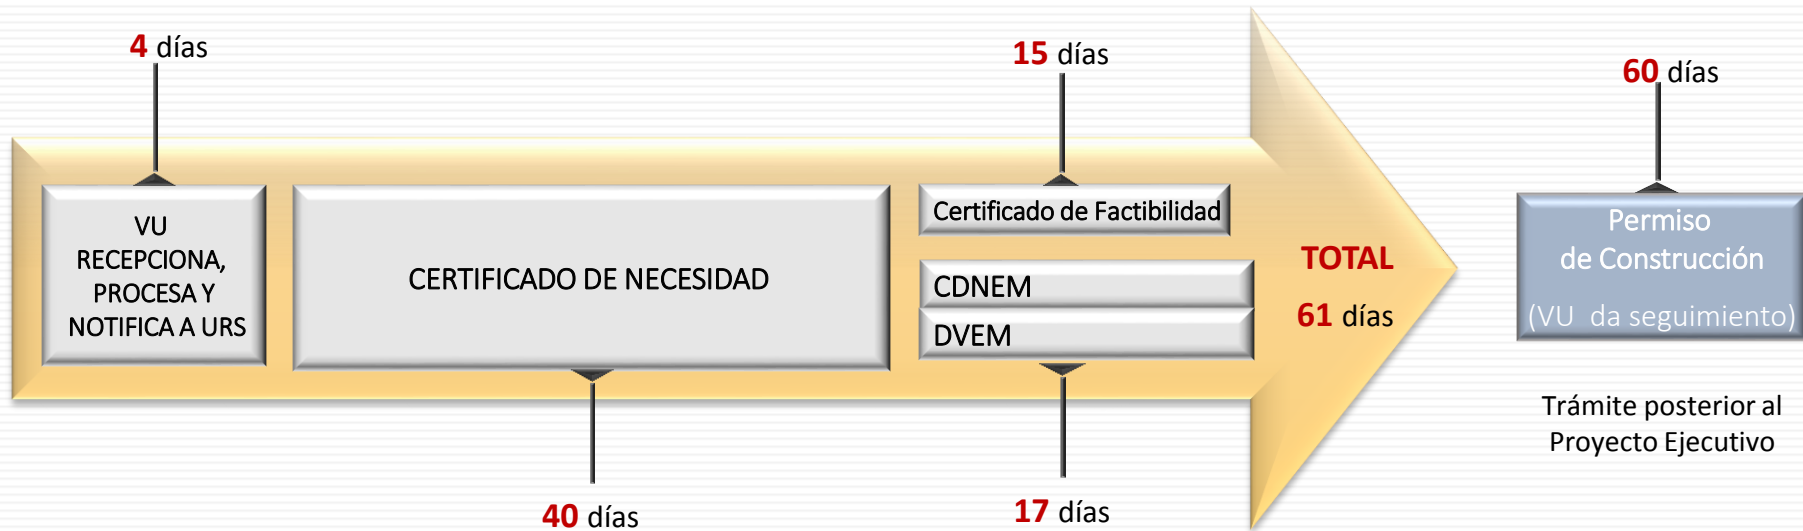 4 días
15 días
60 días
VU
RECEPCIONA,
PROCESA Y
NOTIFICA A URS
CERTIFICADO DE NECESIDAD
Certificado de Factibilidad
CDNEM
DVEM
TOTAL
61 días
Permiso
de Construcción
(VU da seguimiento)
Trámite posterior al
Proyecto Ejecutivo
40 días
17 días